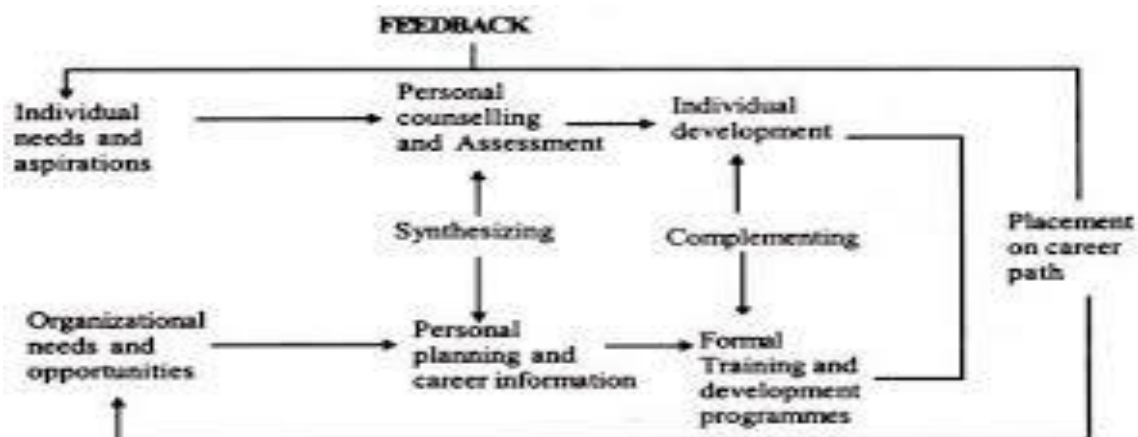 FEEDBACK
Individual
needs and
aspirations
Personal
counselling
and Assessment
Individual
development
Synthesizing
Complementing
Placement
on career
path
Organizational
needs and
opportunities
Personal
planning and
career information
Formal
Training and
development
programmes